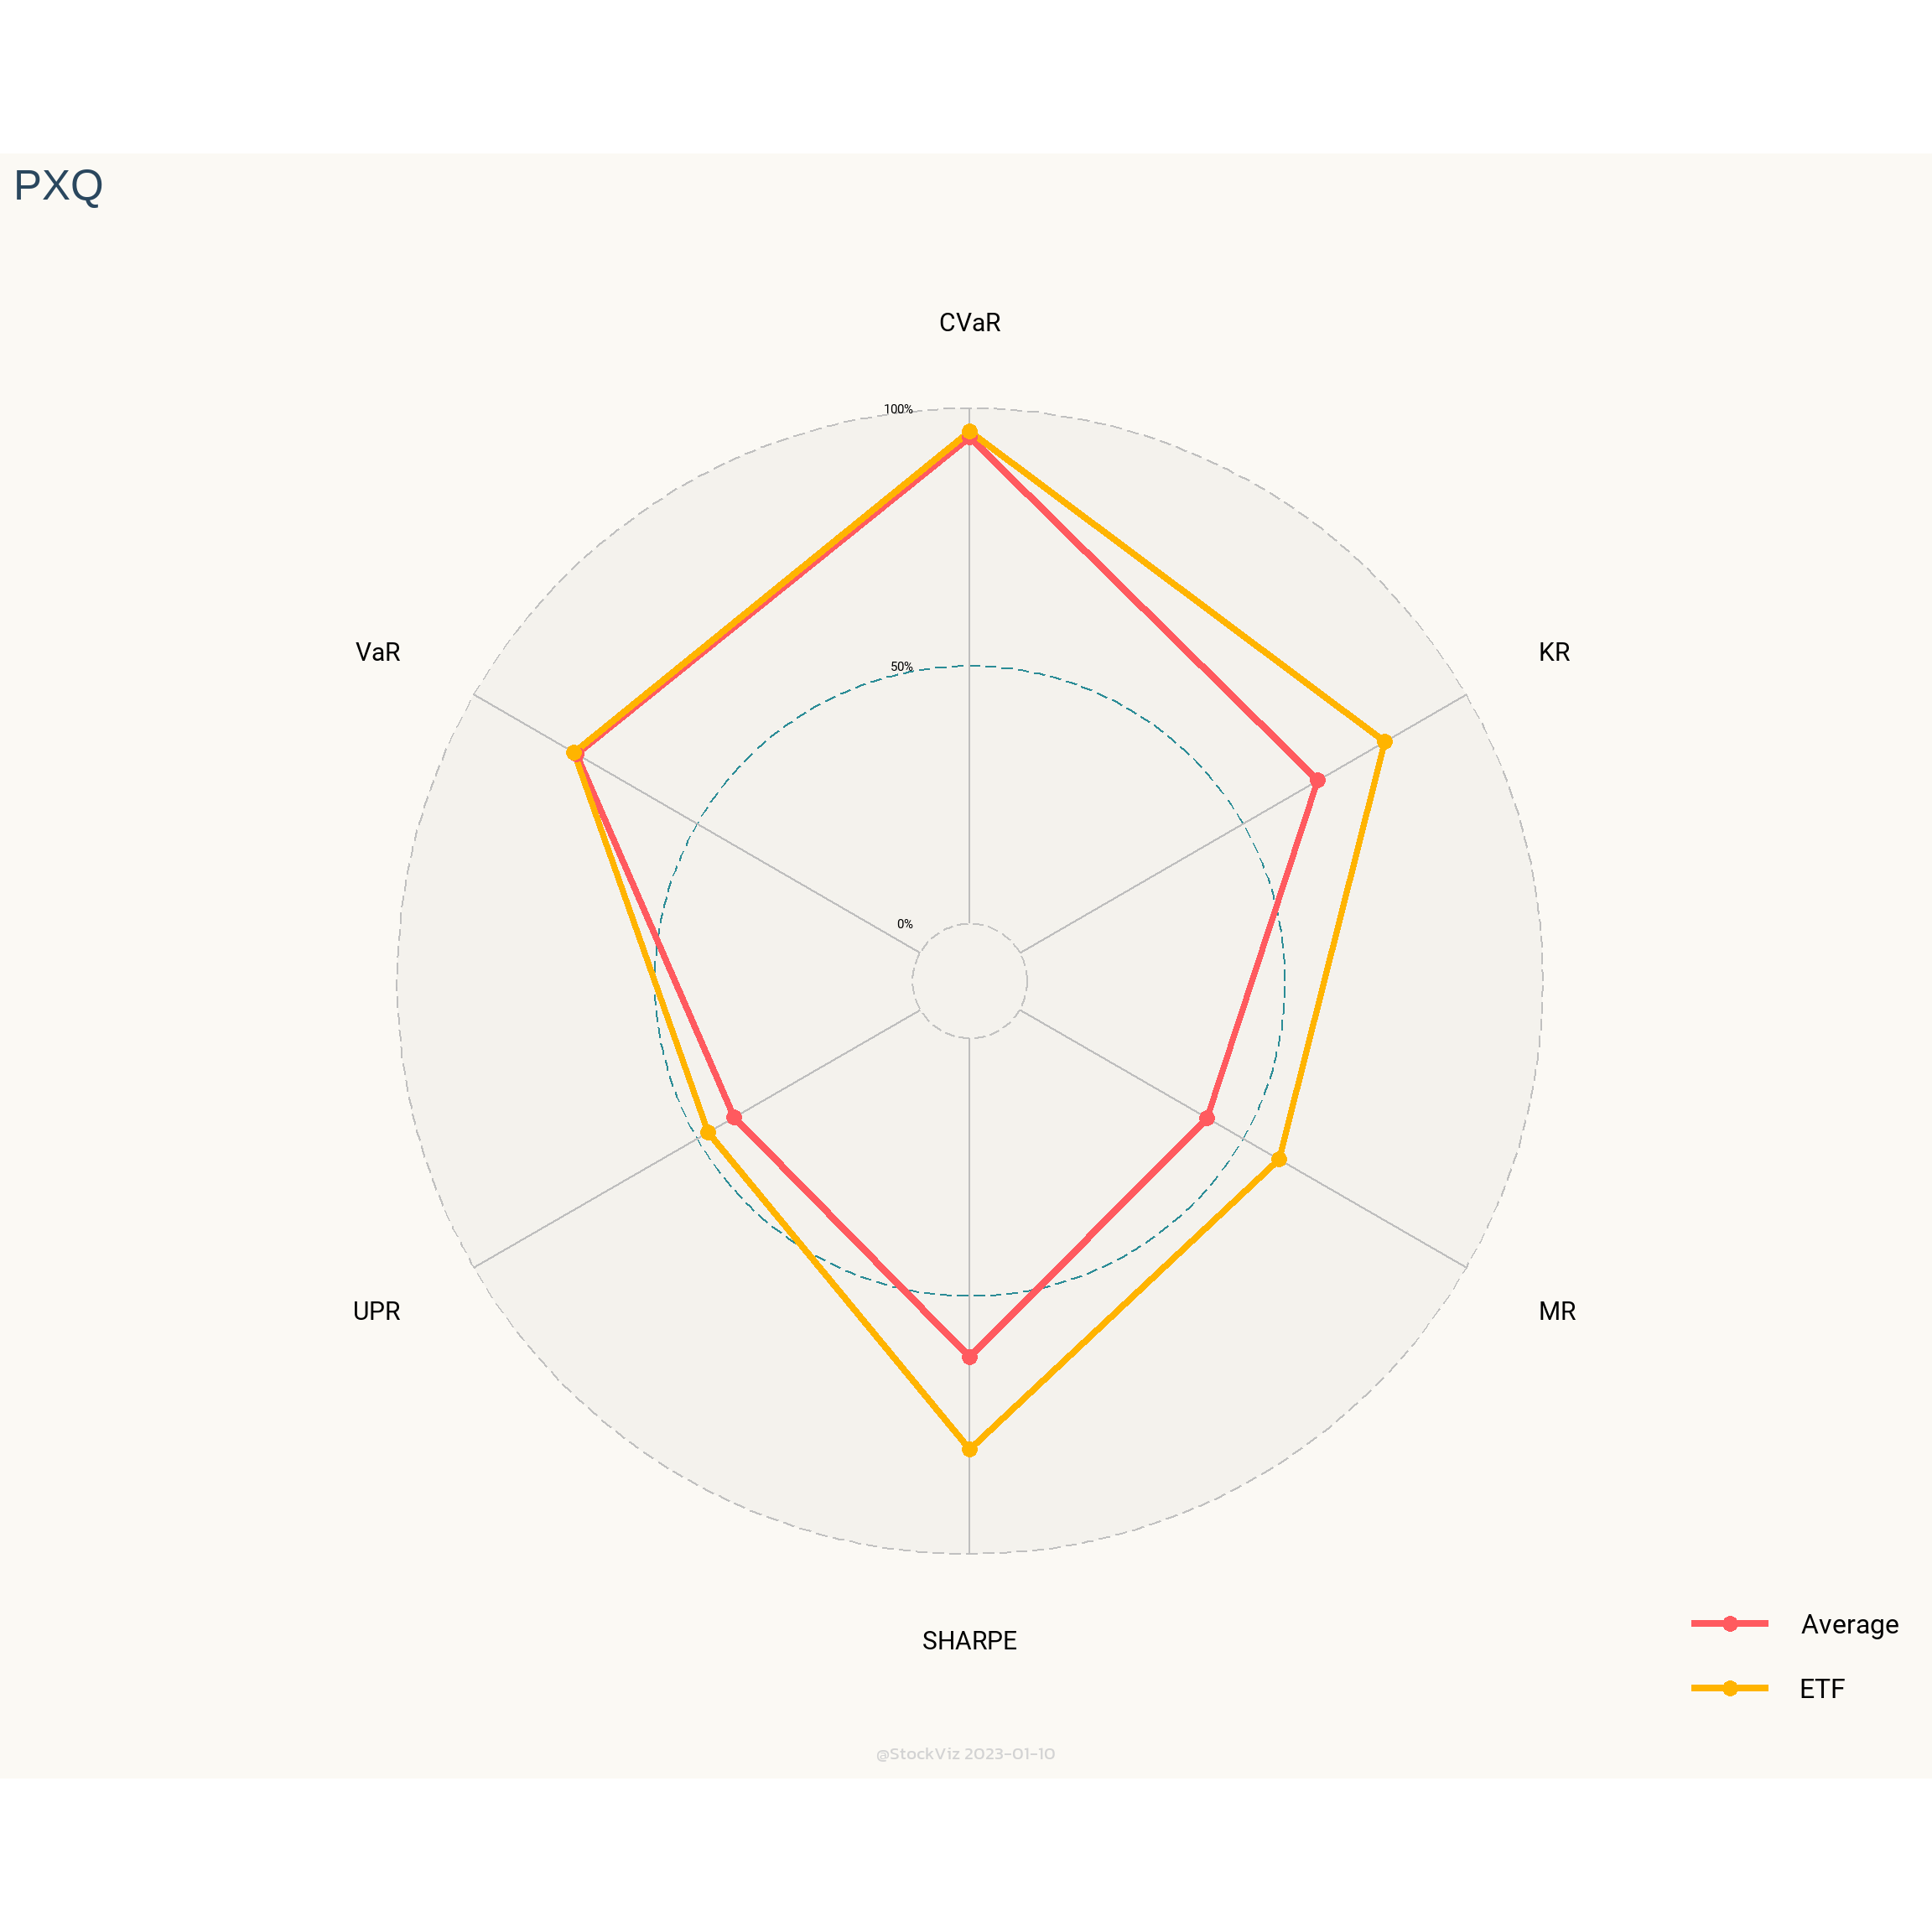 PXQ
CVaR
100%
VaR
KR
50%
0%
UPR
MR
SHARPE
Average
ETF
@StockViz 2023-01-10